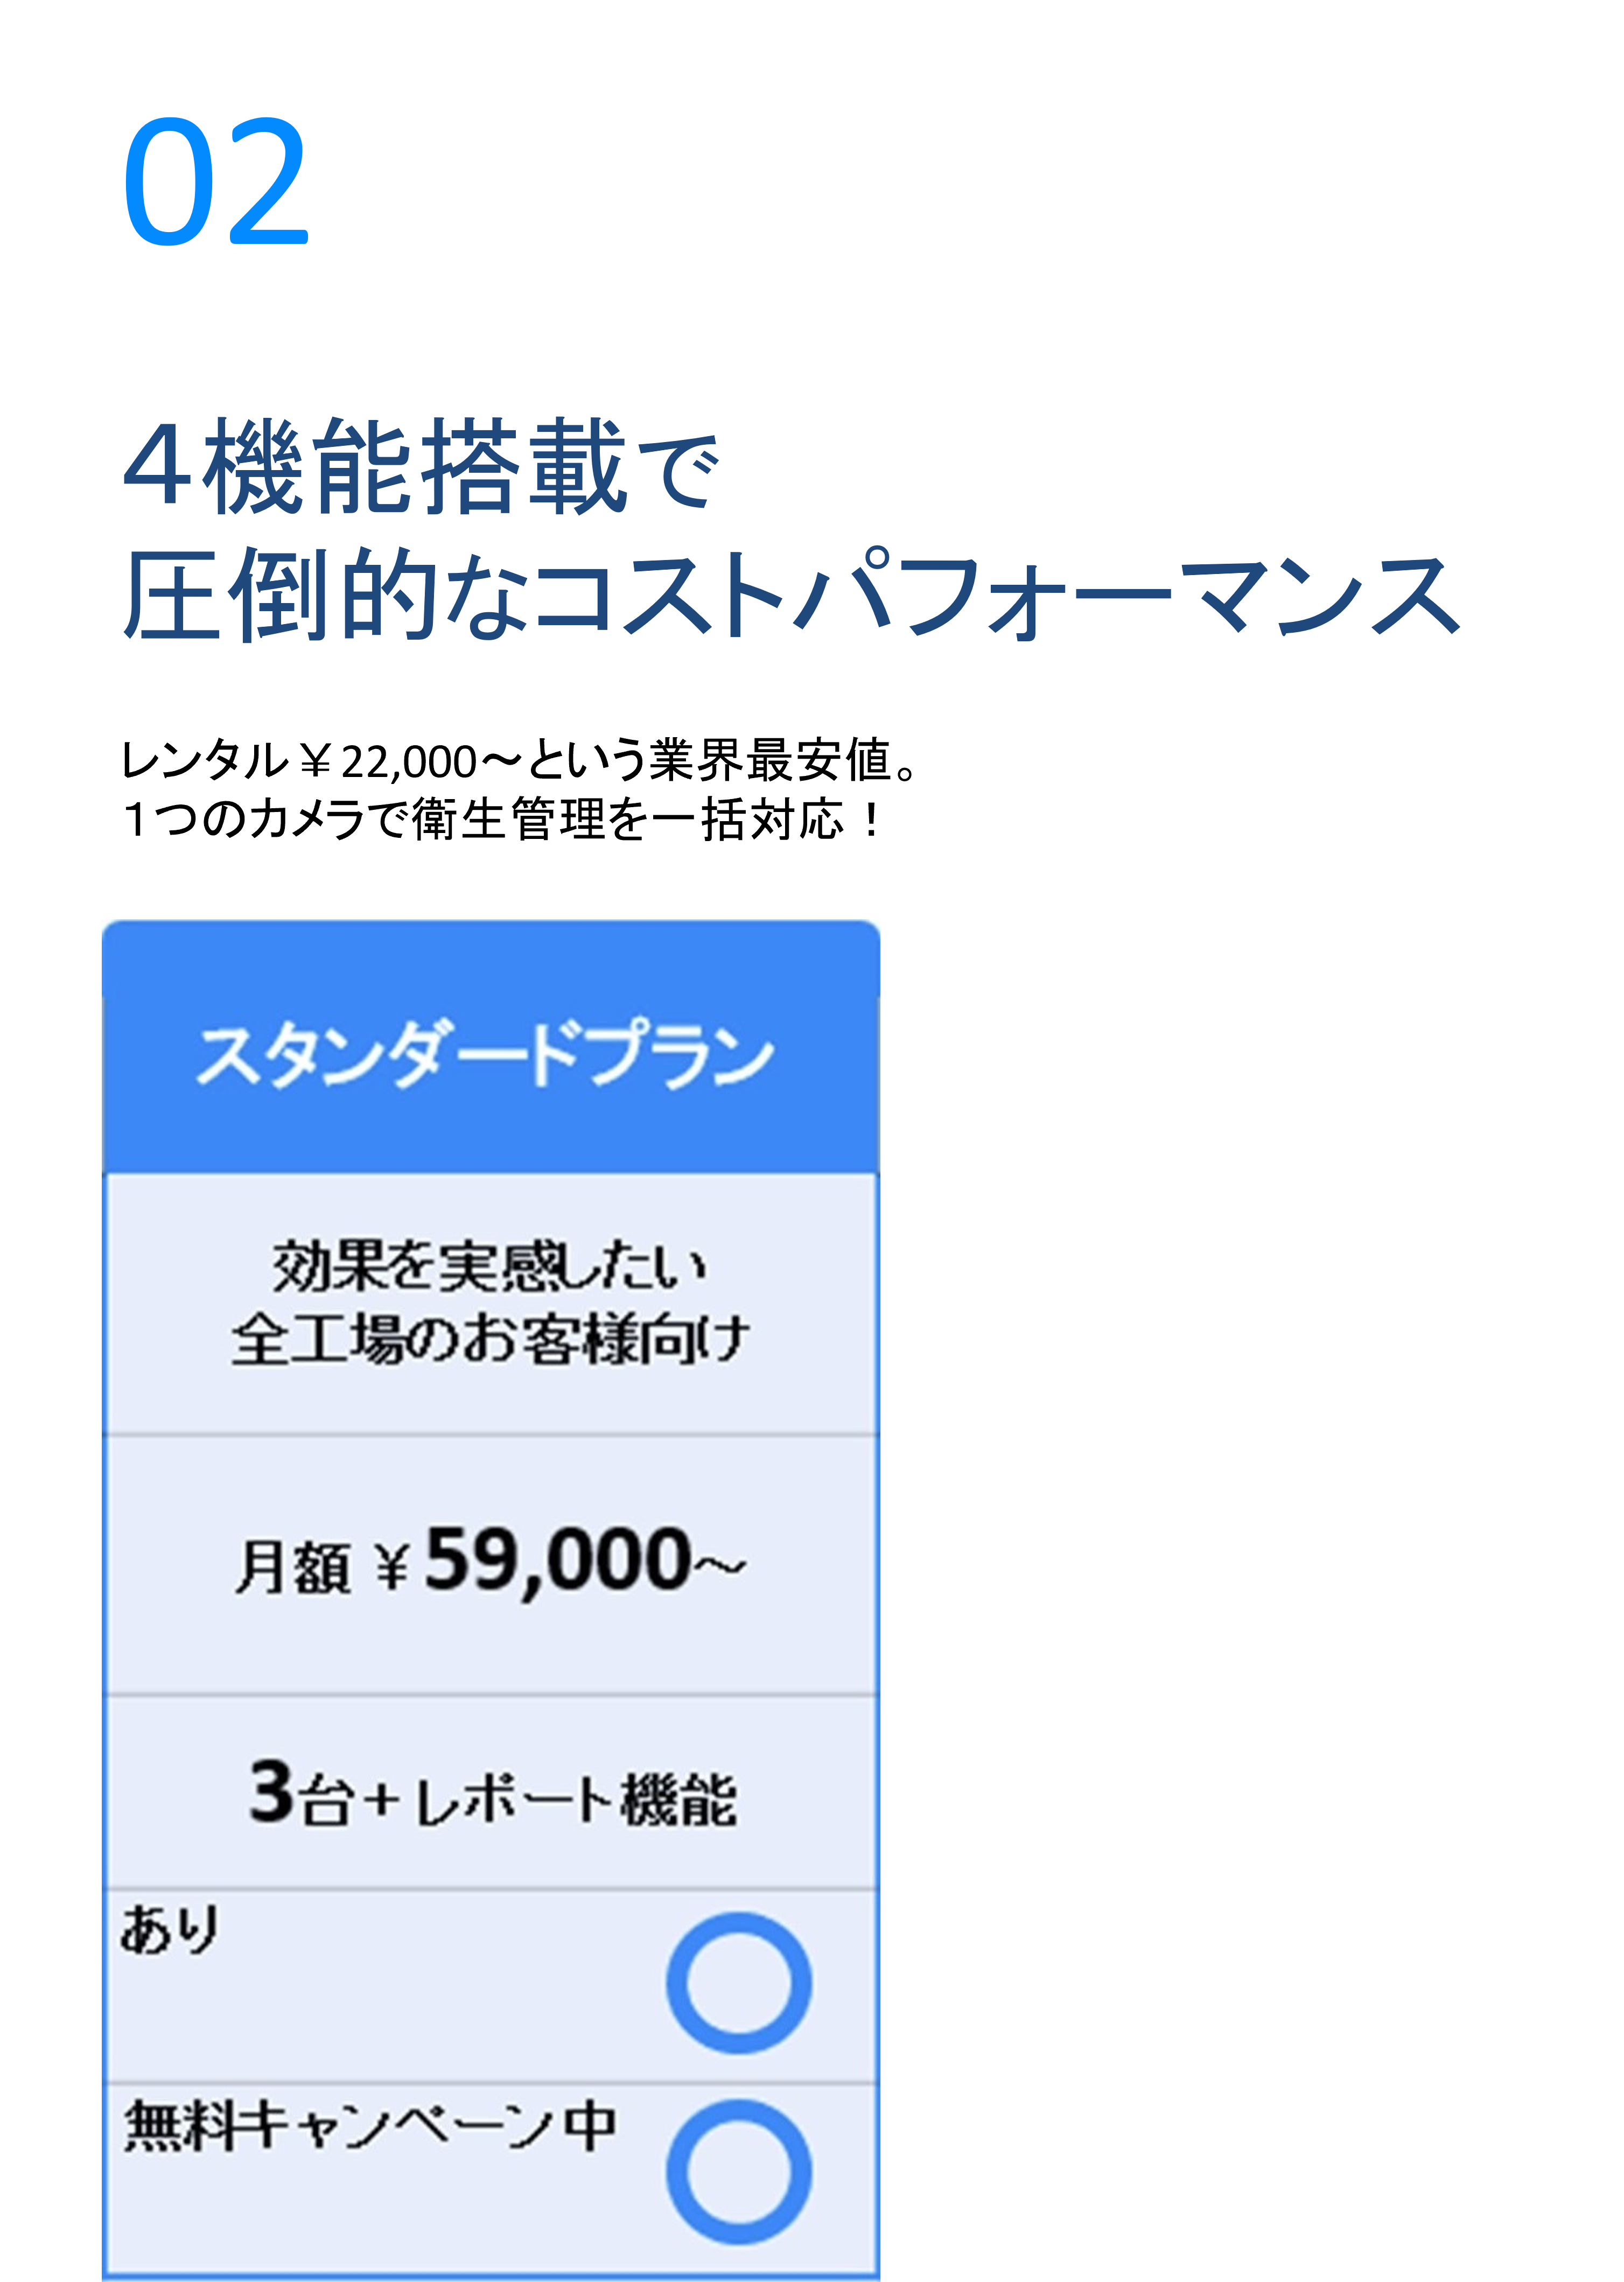 02
4機能搭載で
圧倒的なコストパフォーマンス
レンタル￥22,000～という業界最安値。
１つのカメラで衛生管理を一括対応！
スタンダードプラン
効果を実感したい
全工場のお客様向け
月額 ￥59,000～
3台+レポート機能
あり
無料キャンペーン中